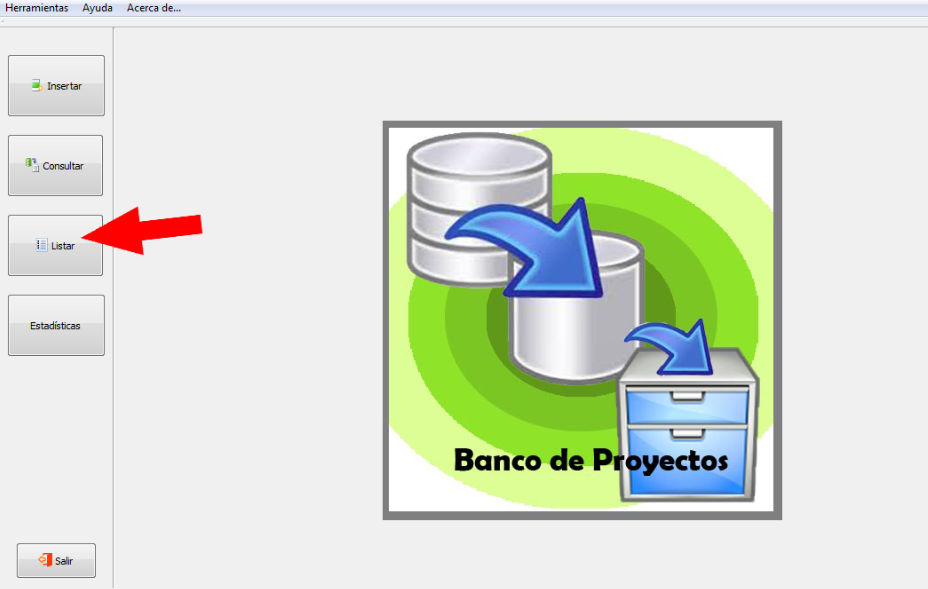 Herramientas Ayuda Acerca de...
Insertar
Consultar
Listar
Estadísticas
Banco de Proyectos
Salir